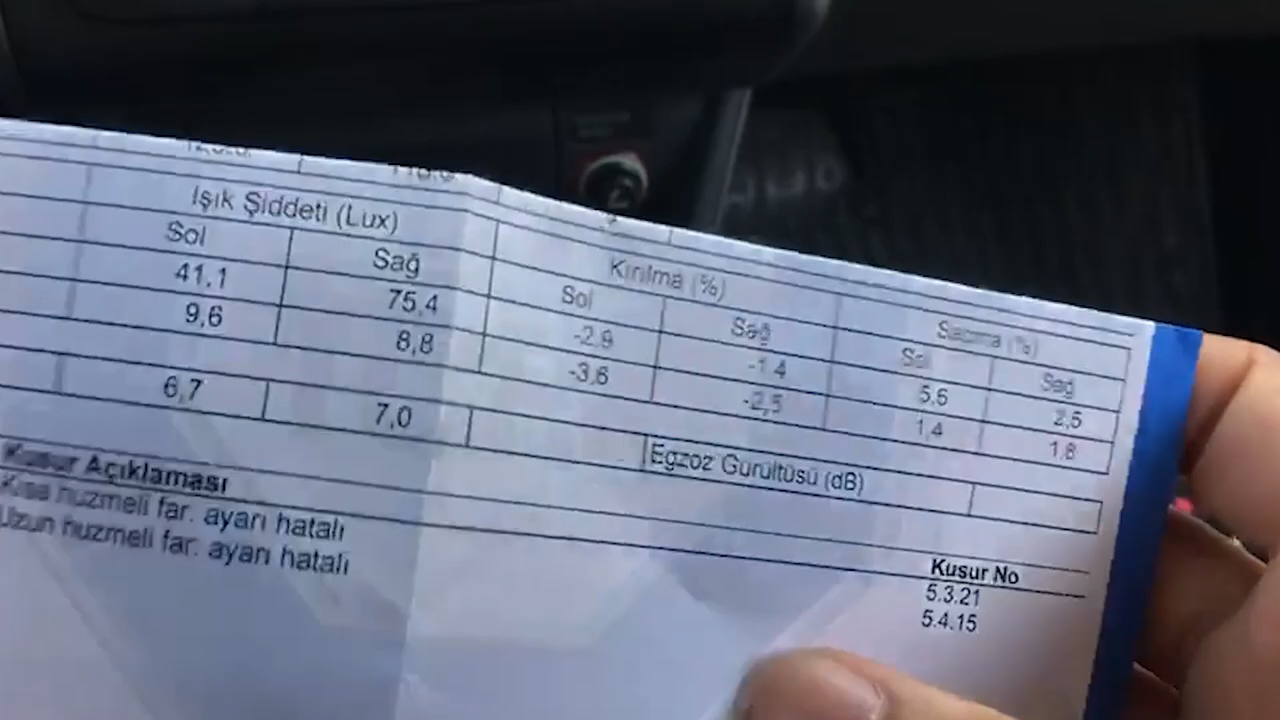 Işık Şiddeti (Lux) Kırılma (%)
Sol Sağ Sol Sağ Sol Sağ
41,1 75,4 -2,9 -1,4 5,6 2,5
9,6 8,8 -3,6 -2,5 1,4 1,8
6,7 7,0 Egzoz Gürültüsü (dB)
Kusur Açıklaması Kusur No
Kısa huzmeli far. ayarı hatalı 5.3.21
Uzun huzmeli far. ayarı hatalı 5.4.15